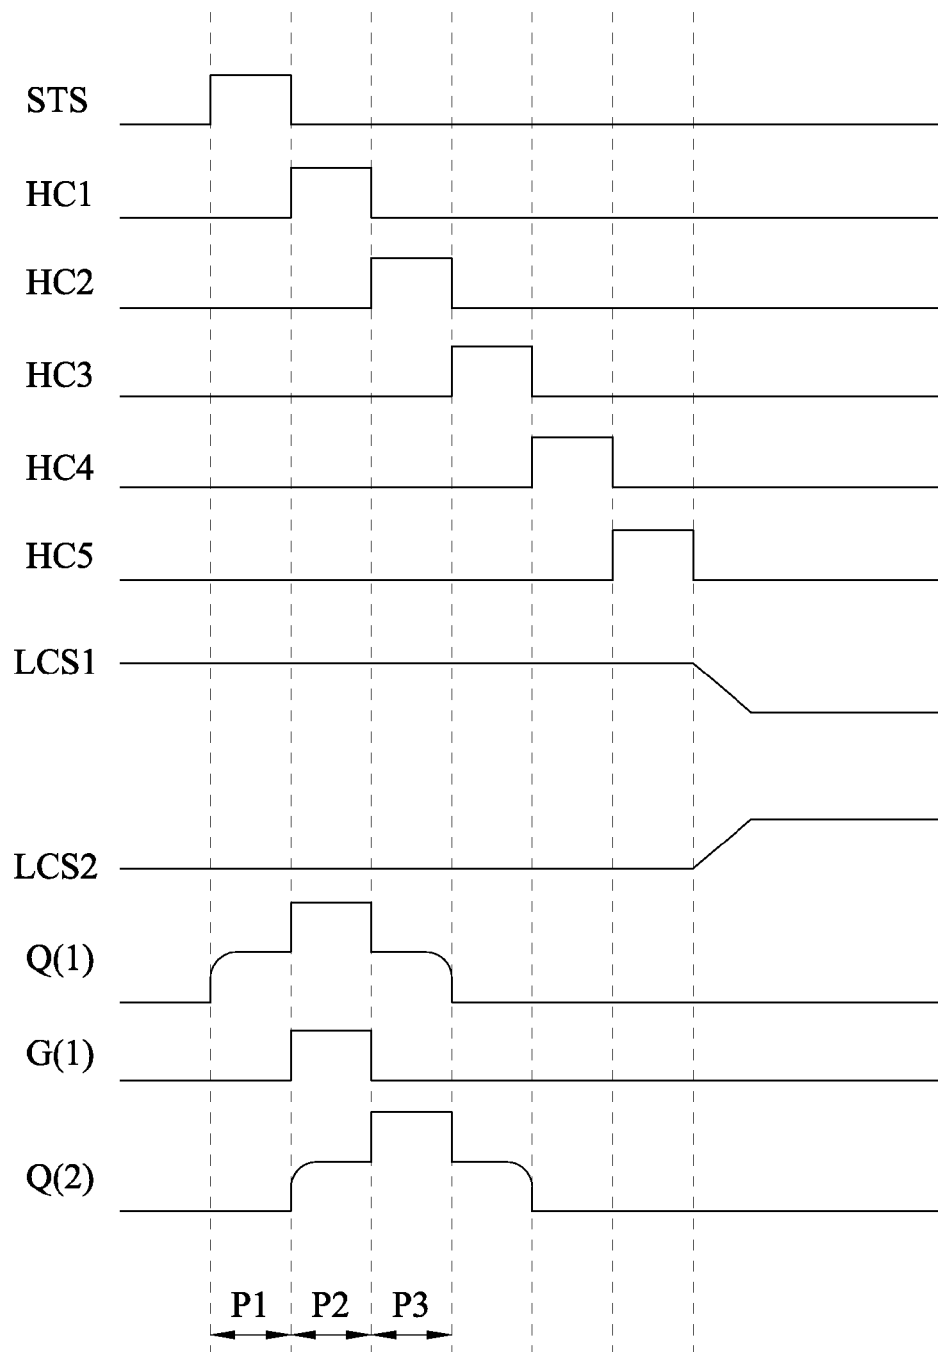 STS
HC1
HC2
HC3
HC4
HC5
LCS1
LCS2
Q(1)
G(1)
Q(2)
P1 P2 P3